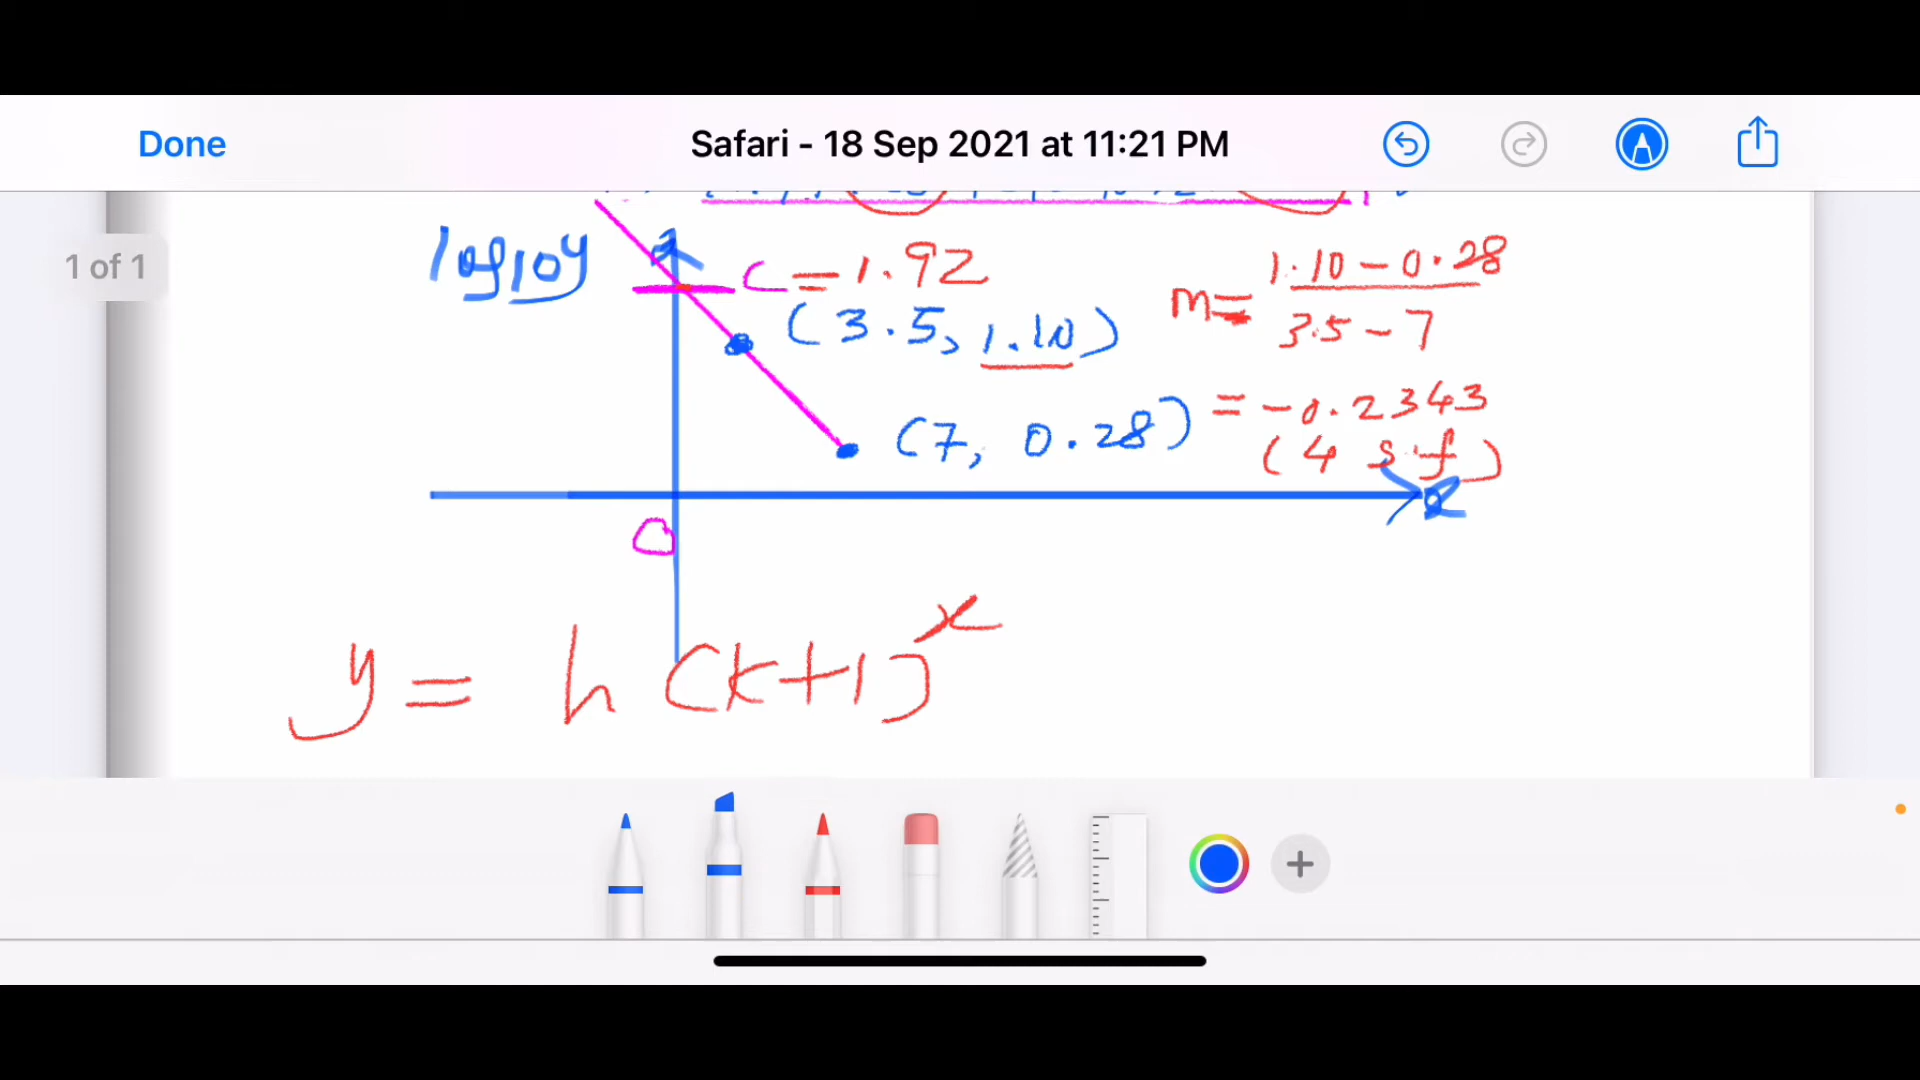 Done
Safari - 18 Sep 2021 at 11:21 PM
1 of 1
log10y
C = 1.92
m = 1.10 - 0.28
3.5 - 7
(3.5, 1.10)
= -0.2343
(7, 0.28)
(4 s.f)
x
O
y = h(k+1)^x